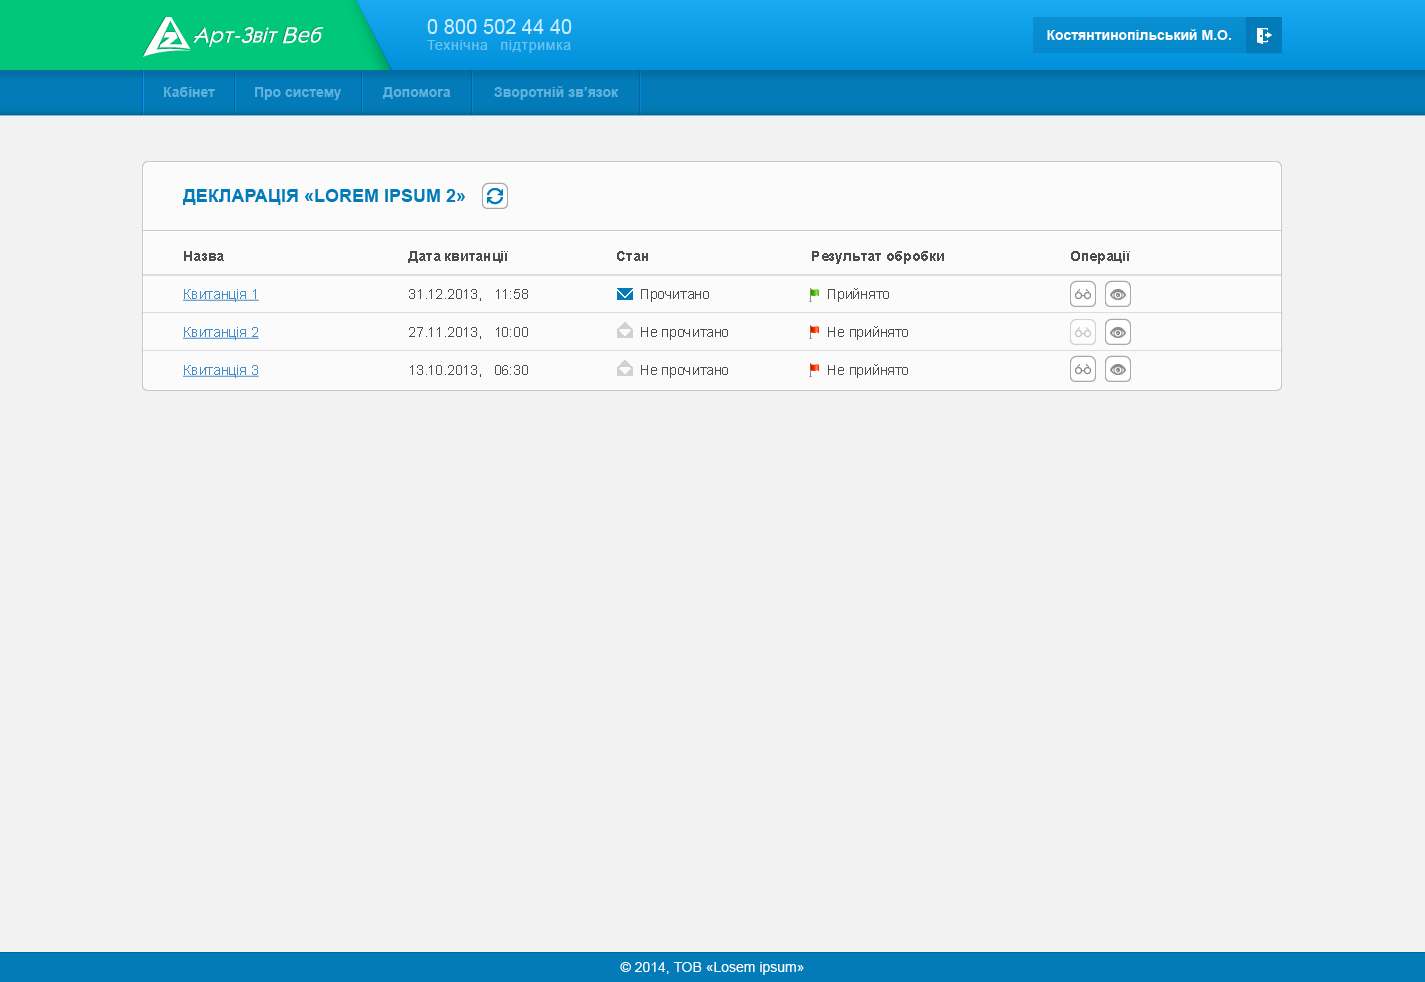 Арт-Звіт Веб
0 800 502 44 40
Технічна підтримка
Костянтинопільський М.О.
Кабінет Про систему Допомога Зворотній зв'язок
ДЕКЛАРАЦІЯ «LOREM IPSUM 2»
Назва Дата квитанції Стан Результат обробки Операції
Квитанція 1 31.12.2013, 11:58 Прочитано Прийнято
Квитанція 2 27.11.2013, 10:00 Не прочитано Не прийнято
Квитанція 3 13.10.2013, 06:30 Не прочитано Не прийнято
© 2014, ТОВ «Losem ipsum»